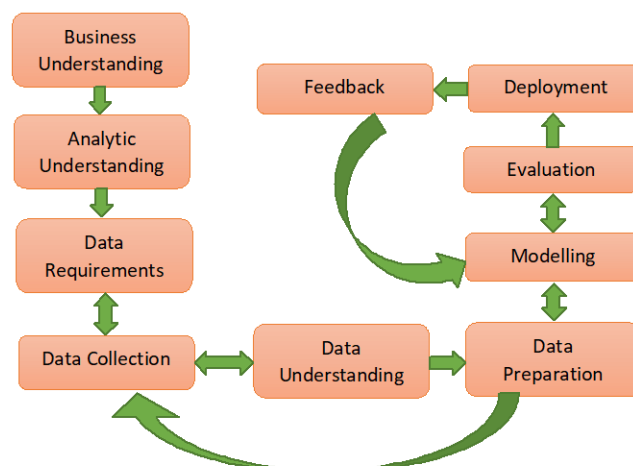 Business
Understanding
Analytic
Understanding
Data
Requirements
Data Collection
Data
Understanding
Data
Preparation
Modelling
Evaluation
Deployment
Feedback